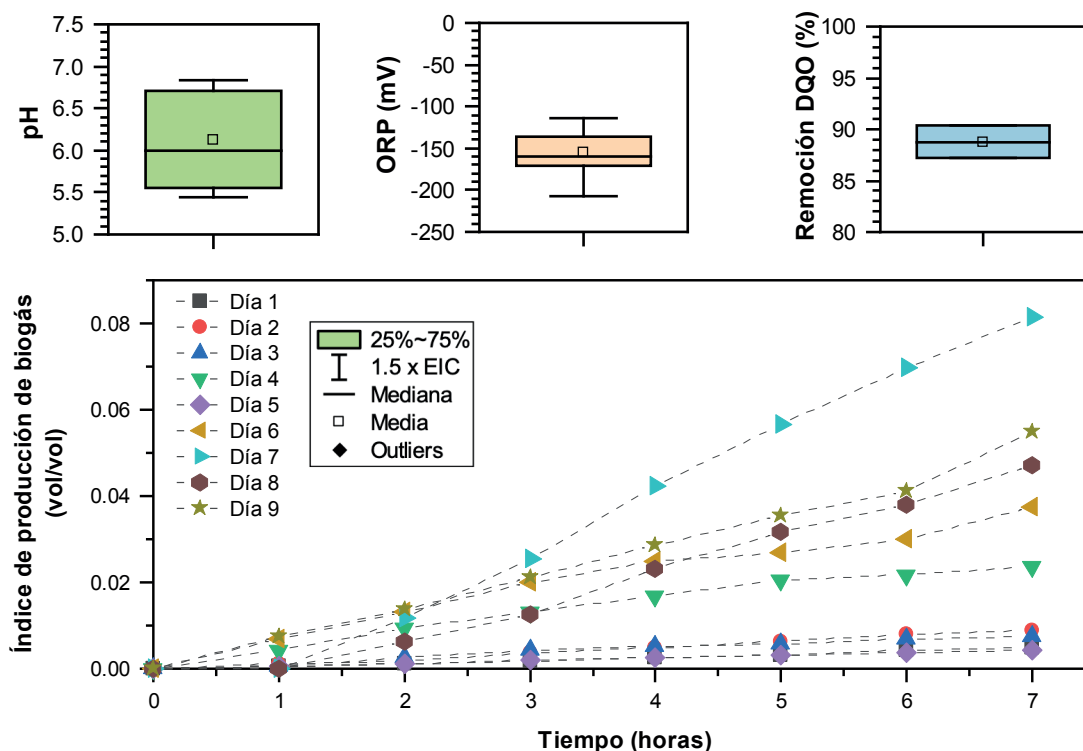 pH
7.5
7.0
6.5
6.0
5.5
5.0
ORP (mV)
0
-50
-100
-150
-200
-250
Remoción DQO (%)
100
95
90
85
80
Índice de producción de biogás
(vol/vol)
0.08
0.06
0.04
0.02
0.00
Día 1
Día 2
Día 3
Día 4
Día 5
Día 6
Día 7
Día 8
Día 9
25%~75%
1.5 x EIC
Mediana
Media
Outliers
0 1 2 3 4 5 6 7
Tiempo (horas)